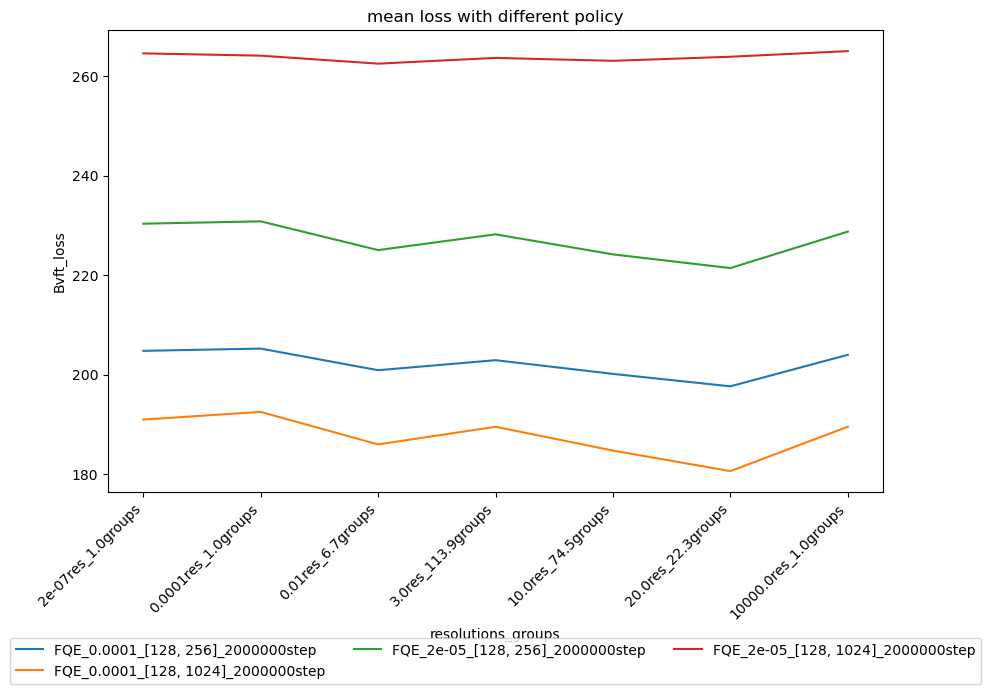 mean loss with different policy
Bvft_loss
260
240
220
200
180
2e-07res_1.0groups
0.0001res_1.0groups
0.01res_6.7groups
3.0res_113.9groups
10.0res_74.5groups
20.0res_22.3groups
10000.0res_1.0groups
resolutions_groups
FQE_0.0001_[128, 256]_2000000step
FQE_0.0001_[128, 1024]_2000000step
FQE_2e-05_[128, 256]_2000000step
FQE_2e-05_[128, 1024]_2000000step